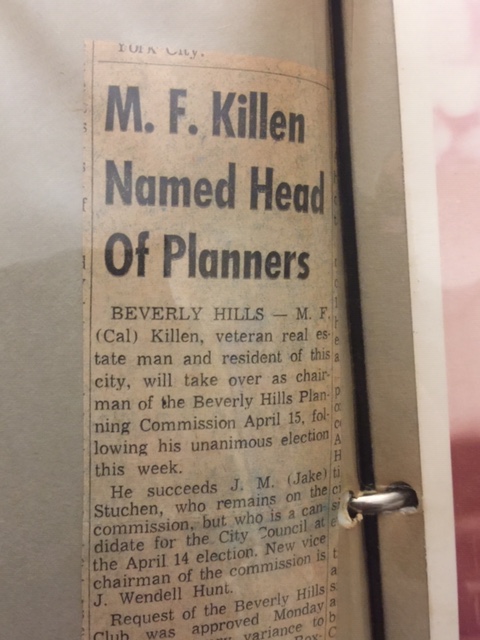 York City.
M. F. Killen
Named Head
Of Planners
BEVERLY HILLS — M. F.
(Cal) Killen, veteran real es-
tate man and resident of this
city, will take over as chair-
man of the Beverly Hills Plan-
ning Commission April 15, fol-
lowing his unanimous election
this week.
He succeeds J. M. (Jake)
Stuchen, who remains on the
commission, but who is a can-
didate for the City Council at
the April 14 election. New vice
chairman of the commission is
J. Wendell Hunt.
Request of the Beverly Hills
Club was approved Monday
variance to